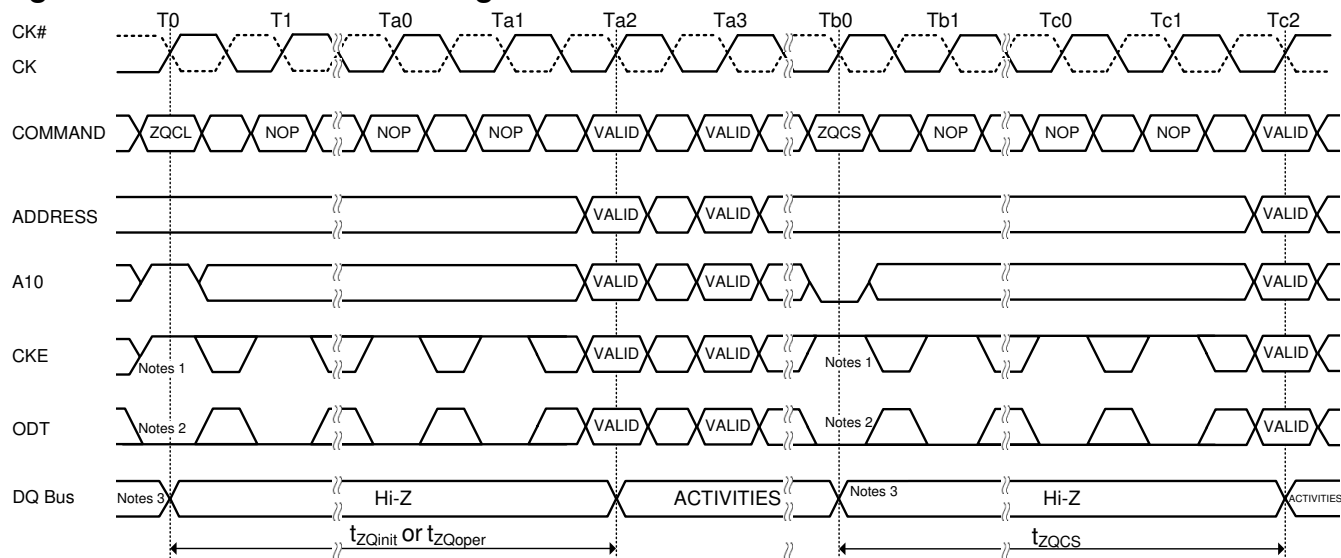 T0 T1 Ta0 Ta1 Ta2 Ta3 Tb0 Tb1 Tc0 Tc1 Tc2
CK#
CK
COMMAND ZQCL NOP NOP NOP VALID VALID ZQCS NOP NOP NOP VALID
ADDRESS VALID VALID VALID
A10 VALID VALID VALID
CKE Notes 1 VALID VALID Notes 1 VALID
ODT Notes 2 VALID VALID Notes 2 VALID
DQ Bus Notes 3 Hi-Z ACTIVITIES Notes 3 Hi-Z ACTIVITIES
tZQinit or tZQoper tZQCS